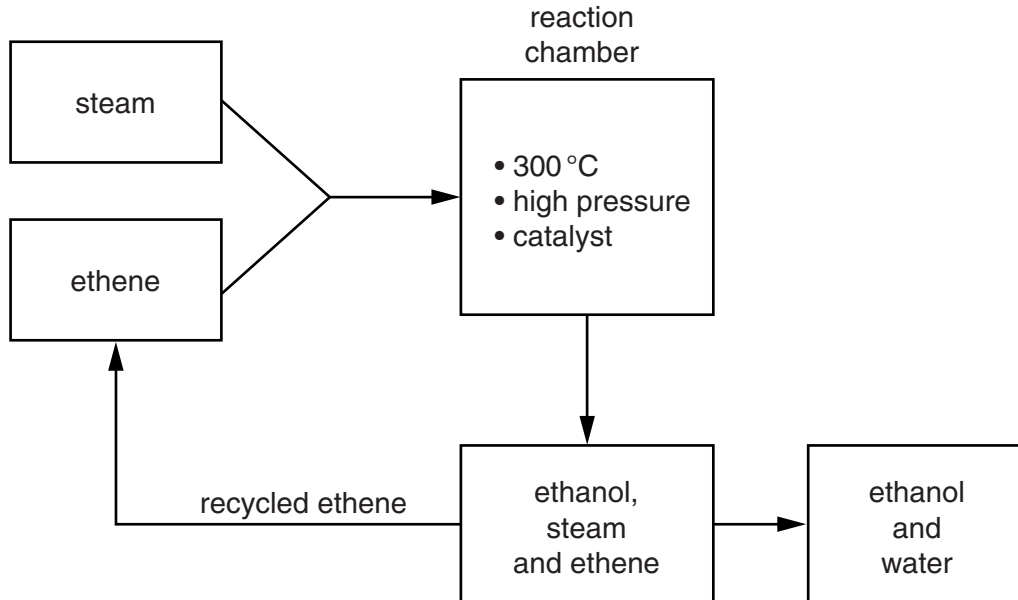 reaction
chamber
steam
• 300 °C
• high pressure
• catalyst
ethene
recycled ethene
ethanol,
steam
and ethene
ethanol
and
water